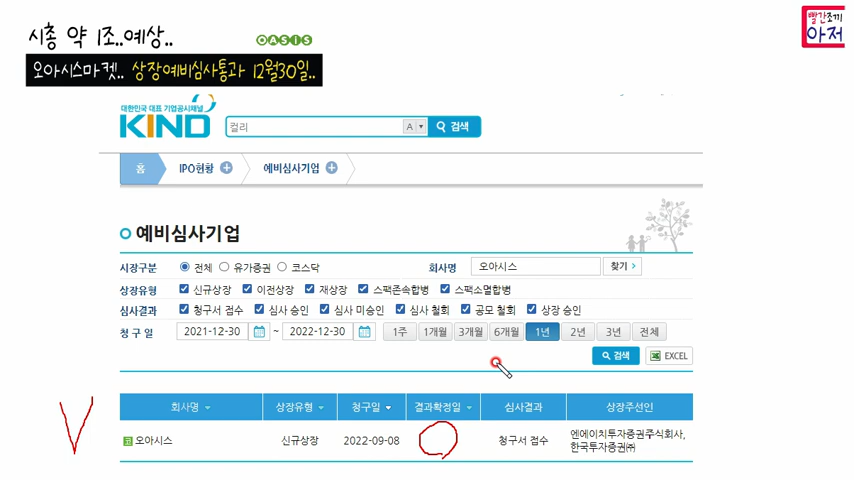 시총 약 1조..예상..
OASIS
빨간조끼
아저
오아시스마켓.. 상장예비심사통과 12월30일..
대한민국 대표 기업공시채널
KIND
컬리
A
검색
홈
IPO현황
예비심사기업
예비심사기업
시장구분 전체 유가증권 코스닥 회사명 오아시스 찾기
상장유형 신규상장 이전상장 재상장 스팩존속합병 스팩소멸합병
심사결과 청구서 접수 심사 승인 심사 미승인 심사 철회 공모 철회 상장 승인
청 구 일 2021-12-30 ~ 2022-12-30 1주 1개월 3개월 6개월 1년 2년 3년 전체
검색 EXCEL
회사명 상장유형 청구일 결과확정일 심사결과 상장주선인
코 오아시스 신규상장 2022-09-08 청구서 접수 엔에이치투자증권주식회사,
한국투자증권㈜